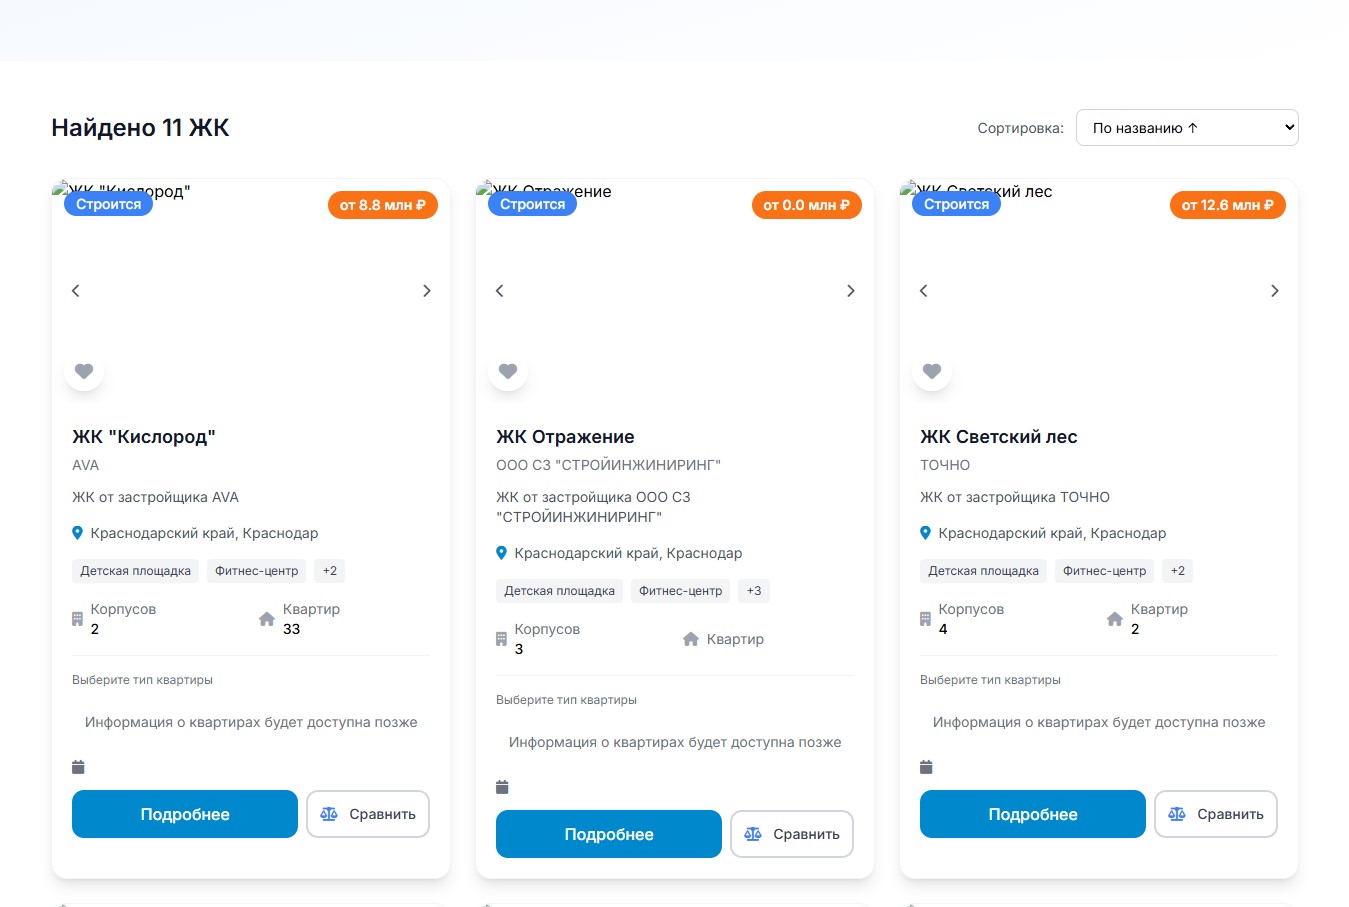 Найдено 11 ЖК
Сортировка: По названию ↑
ЖК "Кислород"
Строится
от 8.8 млн ₽
ЖК "Кислород"
AVA
ЖК от застройщика AVA
Краснодарский край, Краснодар
Детская площадка Фитнес-центр +2
Корпусов
2
Квартир
33
Выберите тип квартиры
Информация о квартирах будет доступна позже
Подробнее Сравнить
ЖК Отражение
Строится
от 0.0 млн ₽
ЖК Отражение
ООО СЗ "СТРОЙИНЖИНИРИНГ"
ЖК от застройщика ООО СЗ
"СТРОЙИНЖИНИРИНГ"
Краснодарский край, Краснодар
Детская площадка Фитнес-центр +3
Корпусов
3
Квартир
Выберите тип квартиры
Информация о квартирах будет доступна позже
Подробнее Сравнить
ЖК Светский лес
Строится
от 12.6 млн ₽
ЖК Светский лес
ТОЧНО
ЖК от застройщика ТОЧНО
Краснодарский край, Краснодар
Детская площадка Фитнес-центр +2
Корпусов
4
Квартир
2
Выберите тип квартиры
Информация о квартирах будет доступна позже
Подробнее Сравнить